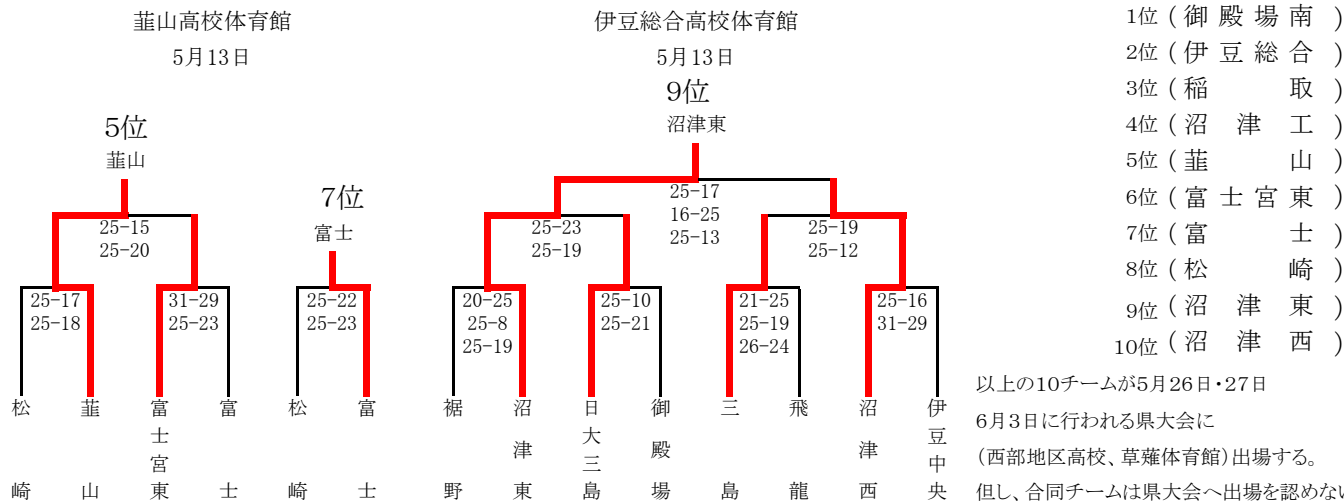 韮山高校体育館
5月13日
5位
韮山
7位
富士
25-15
25-20
25-17
25-18
31-29
25-23
25-22
25-23
松崎
韮山
富士宮東
富士
松崎
富士
伊豆総合高校体育館
5月13日
9位
沼津東
25-17
16-25
25-13
25-23
25-19
25-19
25-12
20-25
25-8
25-19
25-10
25-21
21-25
25-19
26-24
25-16
31-29
裾野
沼津東
日大三島
御殿場
三島
飛龍
沼津西
伊豆中央
1位(御殿場南)
2位(伊豆総合)
3位(稲取)
4位(沼津工)
5位(韮山)
6位(富士宮東)
7位(富士)
8位(松崎)
9位(沼津東)
10位(沼津西)
以上の10チームが5月26日・27日
6月3日に行われる県大会に
(西部地区高校、草薙体育館)出場する。
但し、合同チームは県大会へ出場を認めな